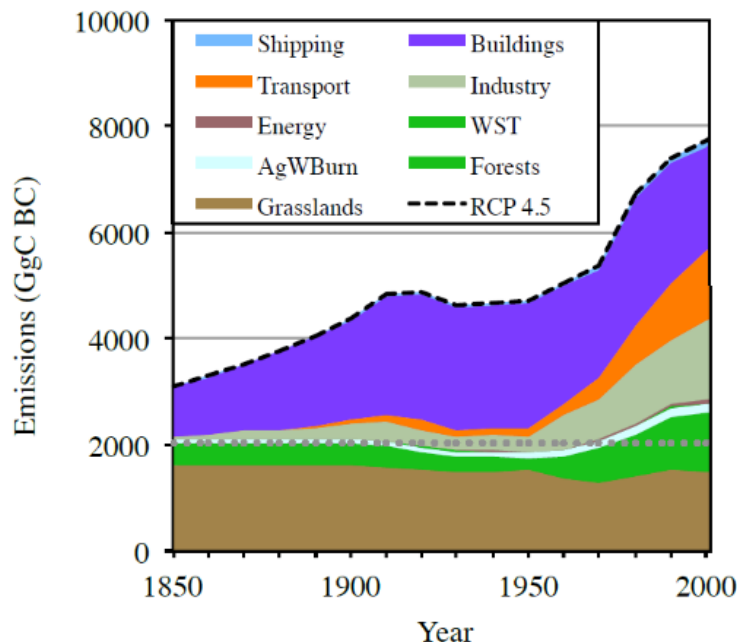 10000
8000
6000
4000
2000
0
Emissions (GgC BC)
Shipping Buildings
Transport Industry
Energy WST
AgWBurn Forests
Grasslands RCP 4.5
1850 1900 1950 2000
Year